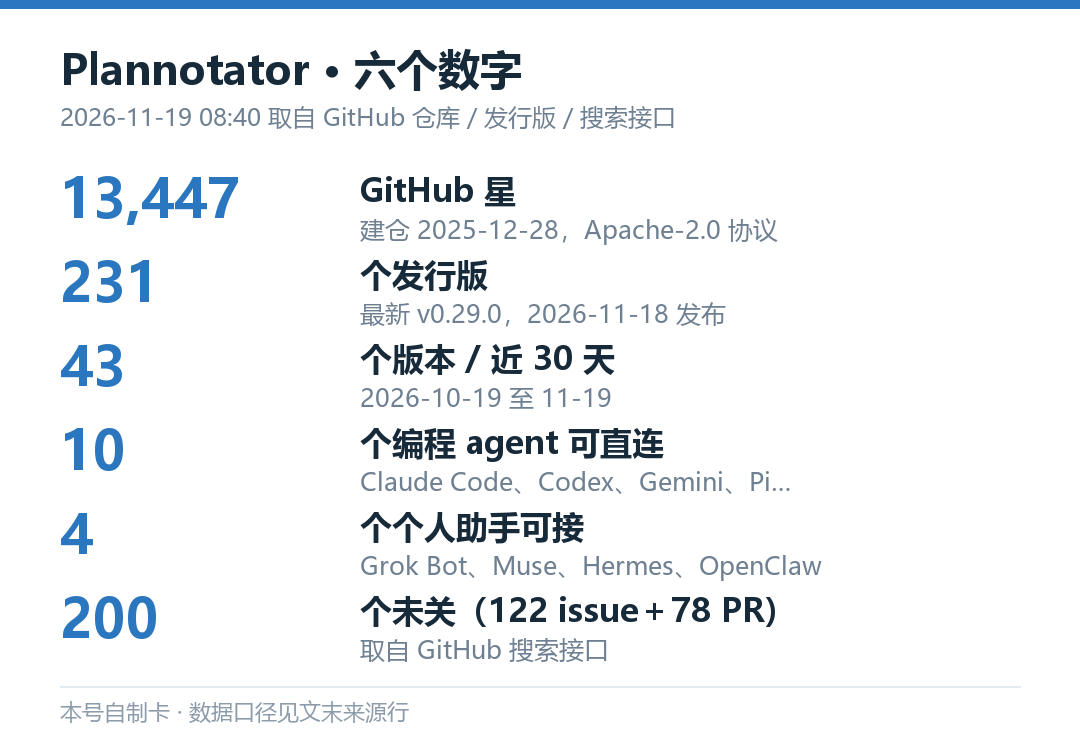 Plannotator • 六个数字
2026-11-19 08:40 取自 GitHub 仓库 / 发行版 / 搜索接口
13,447
GitHub 星
建仓 2025-12-28，Apache-2.0 协议
231
个发行版
最新 v0.29.0，2026-11-18 发布
43
个版本 / 近 30 天
2026-10-19 至 11-19
10
个编程 agent 可直连
Claude Code、Codex、Gemini、Pi…
4
个个人助手可接
Grok Bot、Muse、Hermes、OpenClaw
200
个未关（122 issue＋78 PR）
取自 GitHub 搜索接口
本号自制卡 · 数据口径见文末来源行